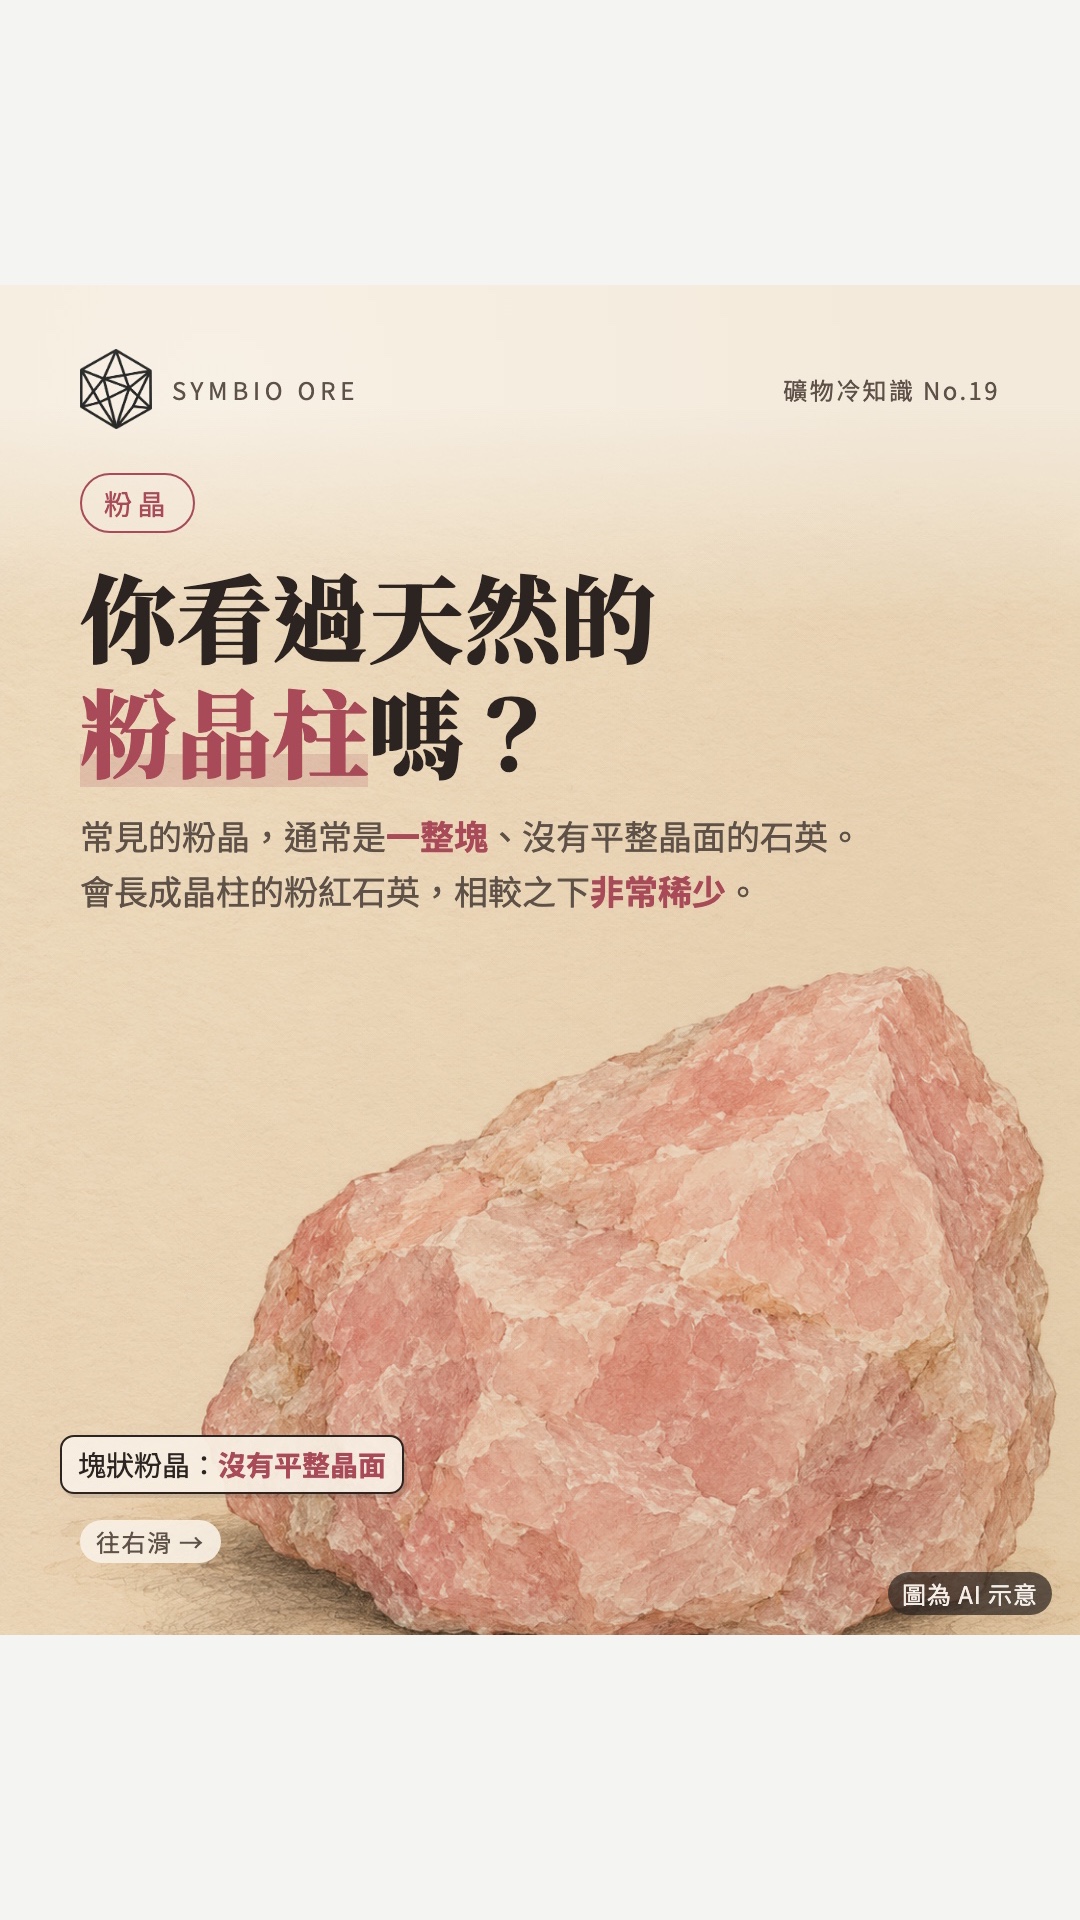 SYMBIO ORE
礦物冷知識 No.19
粉晶
你看過天然的
粉晶柱嗎？
常見的粉晶，通常是一整塊、沒有平整晶面的石英。
會長成晶柱的粉紅石英，相較之下非常稀少。
塊狀粉晶：沒有平整晶面
往右滑 →
圖為 AI 示意